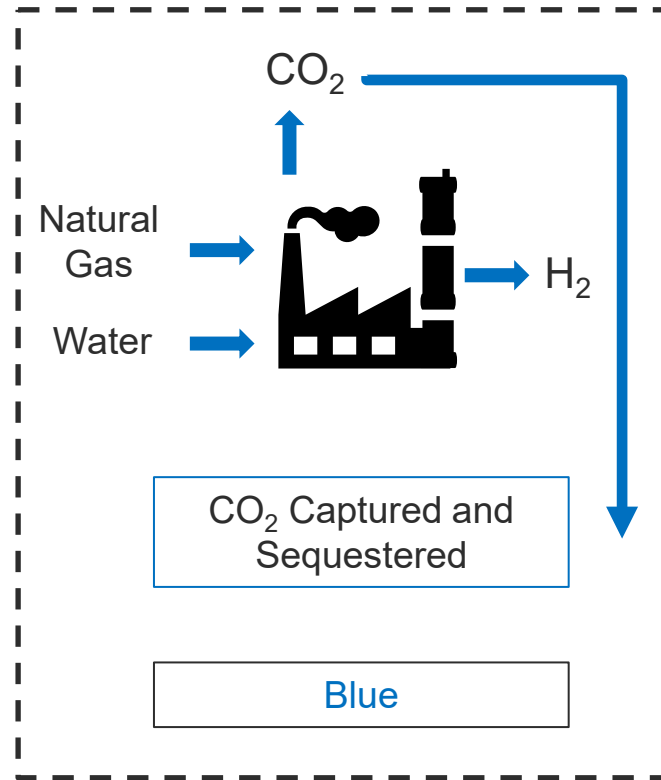 CO₂
Natural
Gas
H₂
Water
CO₂ Captured and
Sequestered
Blue